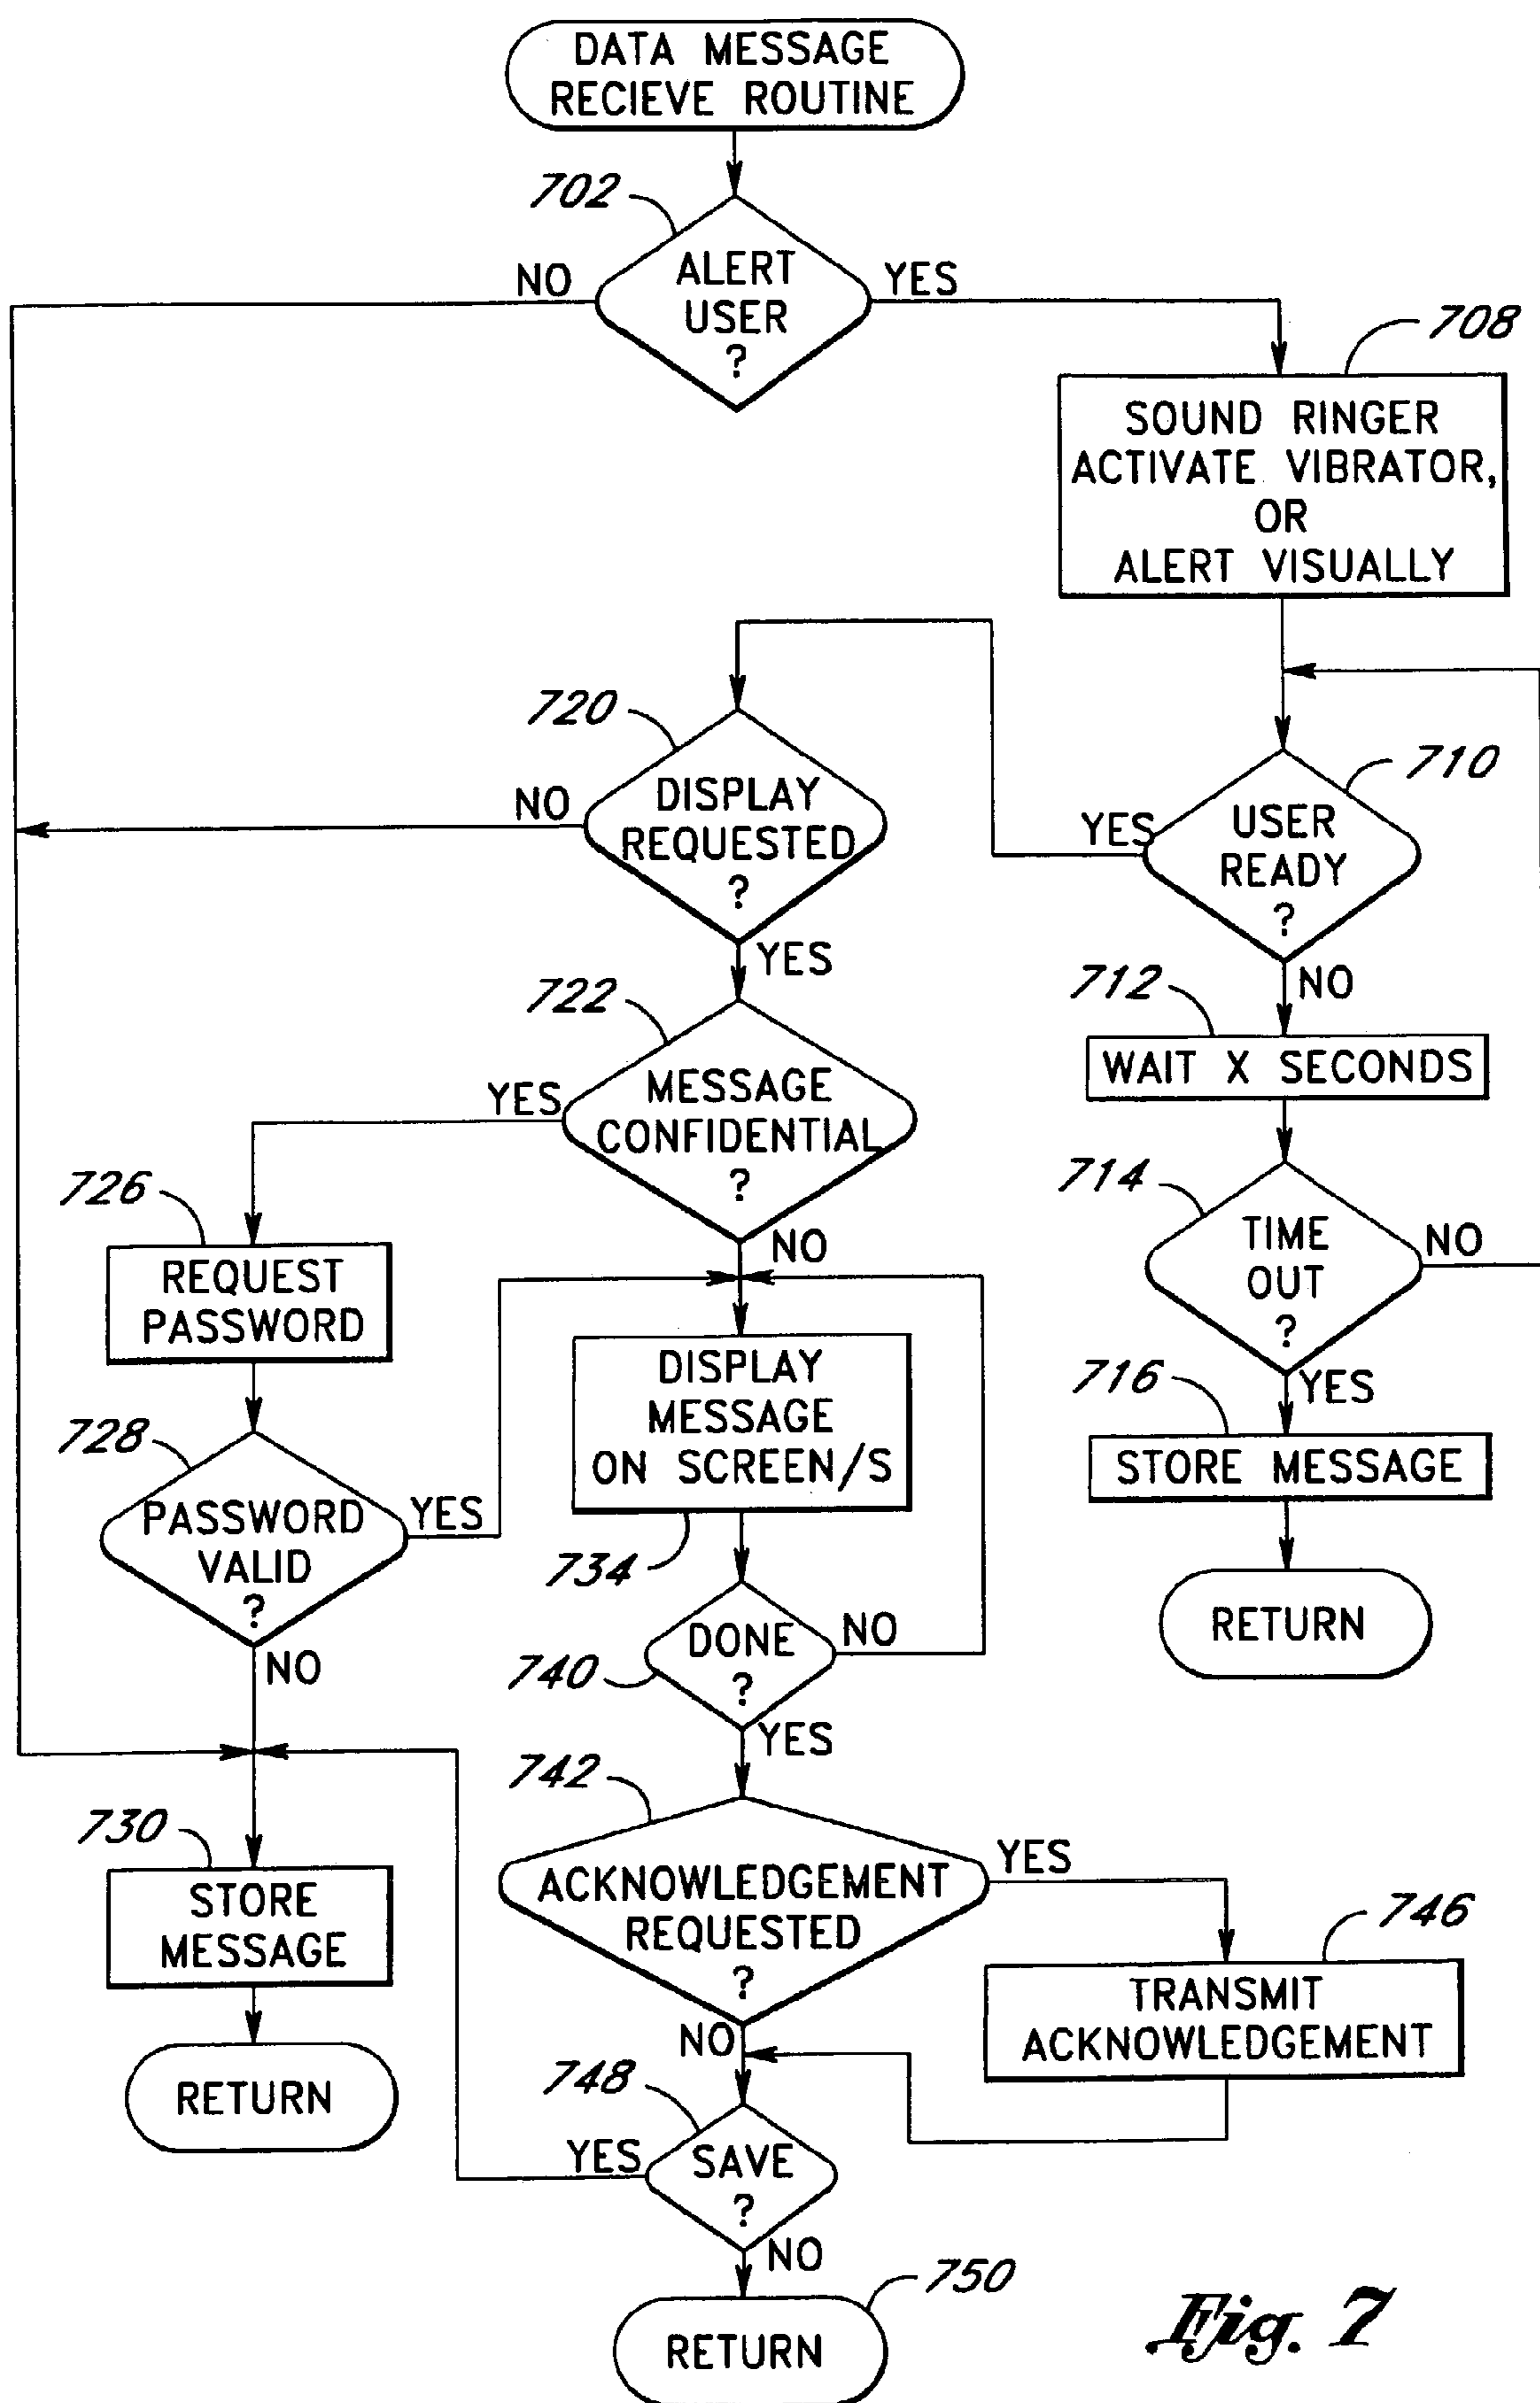 DATA MESSAGE
RECIEVE ROUTINE
702
NO
ALERT
USER
?
YES
708
SOUND RINGER
ACTIVATE VIBRATOR,
OR
ALERT VISUALLY
720
NO
DISPLAY
REQUESTED
?
YES
710
YES
USER
READY
?
NO
722
YES
MESSAGE
CONFIDENTIAL
?
NO
712
WAIT X SECONDS
714
TIME
OUT
?
NO
YES
716
STORE MESSAGE
RETURN
726
REQUEST
PASSWORD
728
PASSWORD
VALID
?
YES
NO
DISPLAY
MESSAGE
ON SCREEN/S
734
DONE
?
NO
740
YES
742
ACKNOWLEDGEMENT
REQUESTED
?
YES
NO
746
TRANSMIT
ACKNOWLEDGEMENT
730
STORE
MESSAGE
RETURN
748
YES
SAVE
?
NO
750
RETURN
Fig. 7